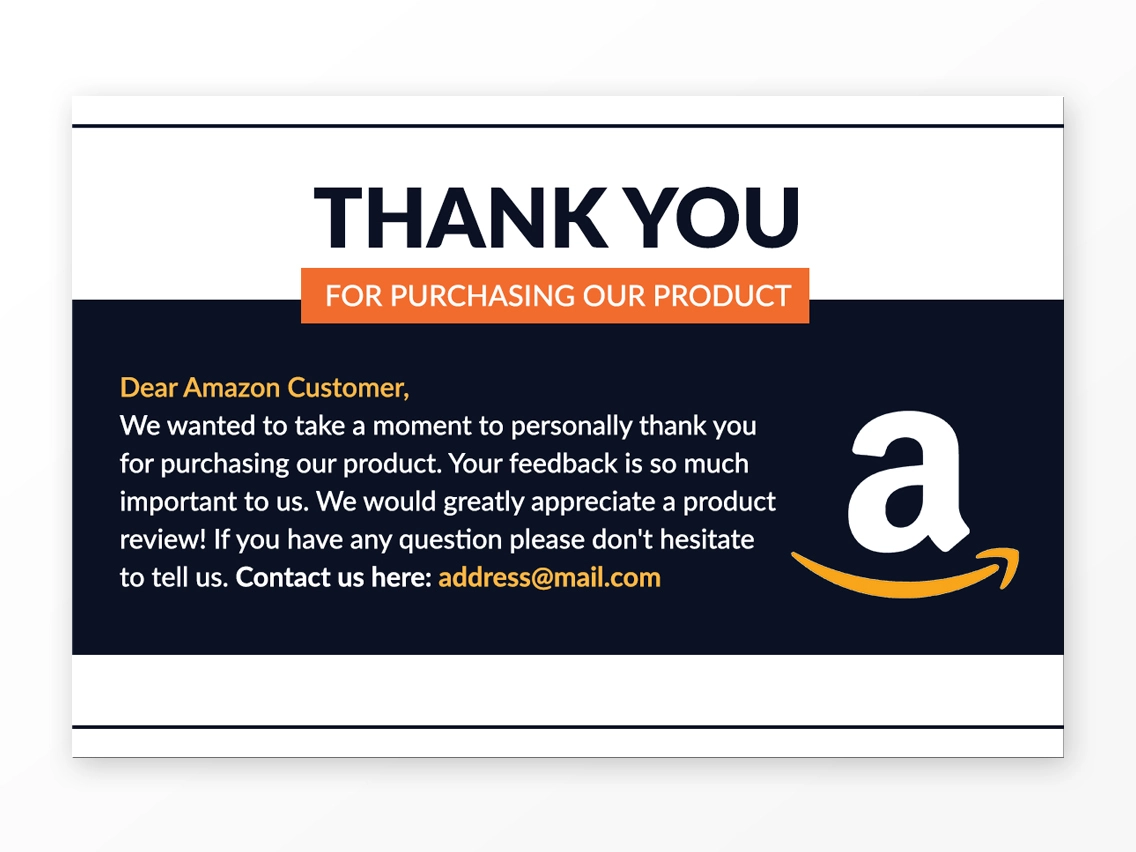 THANK YOU
FOR PURCHASING OUR PRODUCT
Dear Amazon Customer,
We wanted to take a moment to personally thank you
for purchasing our product. Your feedback is so much
important to us. We would greatly appreciate a product
review! If you have any question please don't hesitate
to tell us. Contact us here: address@mail.com
a